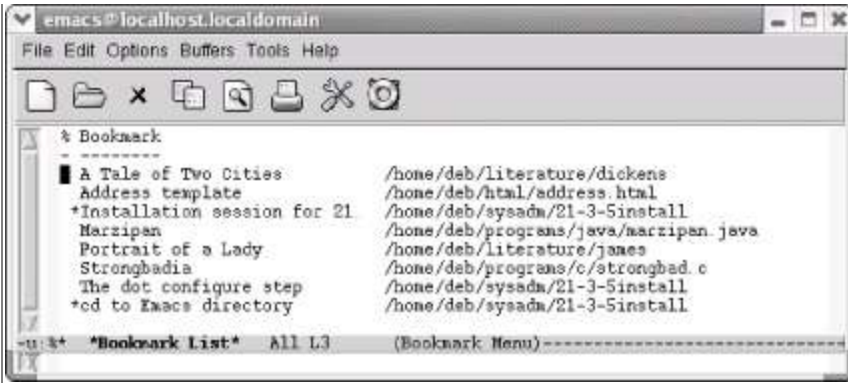 emacs@localhost.localdomain
File Edit Options Buffers Tools Help
% Bookmark
- --------
A Tale of Two Cities /home/deb/literature/dickens
Address template /home/deb/html/address.html
*Installation session for 21 /home/deb/sysadm/21-3-5install
Marzipan /home/deb/programs/java/marzipan.java
Portrait of a Lady /home/deb/literature/james
Strongbadia /home/deb/programs/c/strongbad.c
The dot configure step /home/deb/sysadm/21-3-5install
*cd to Emacs directory /home/deb/sysadm/21-3-5install
-u:%* *Bookmark List* All L3 (Bookmark Menu)------------------------------